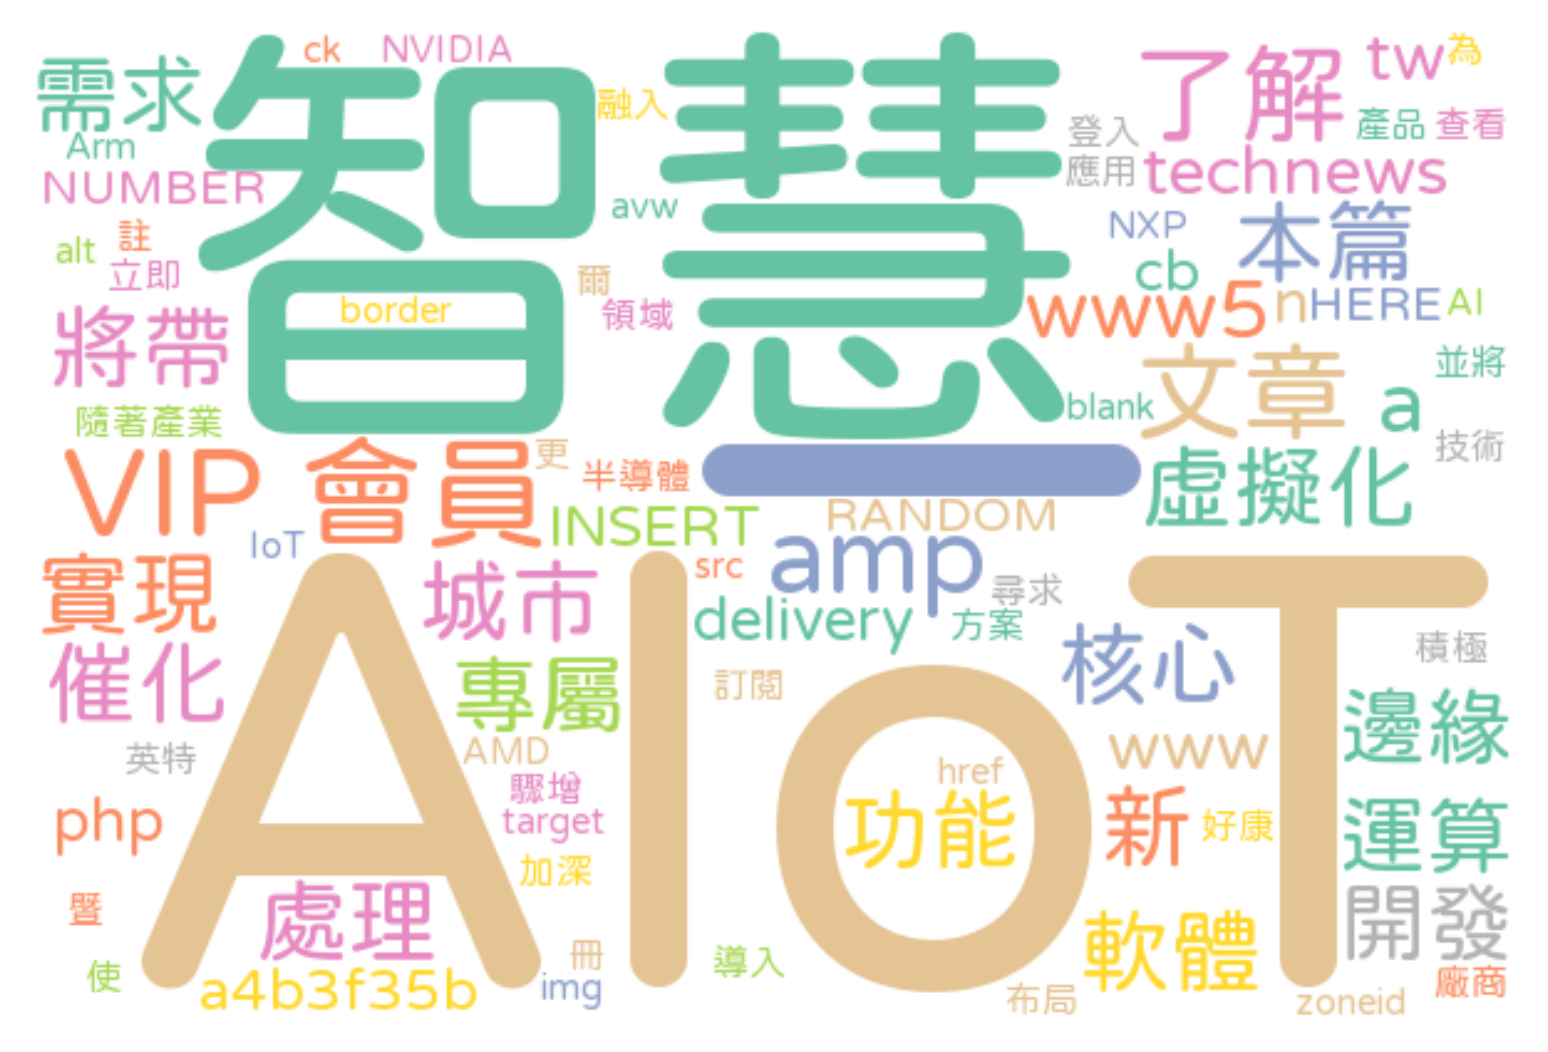 ck
NVIDIA
需求
智慧
融入
了解
tw
為
登入
產品
查看
Arm
應用
technews
NUMBER
avw
NXP
本篇
alt
註
立即
cb
爾
border
領域
www5
n
HERE
AI
將帶
文章
並將
隨著產業
blank
a
VIP
會員
更
半導體
_
虛擬化
技術
INSERT
RANDOM
IoT
實現
城市
src
amp
尋求
AIoT
delivery
方案
核心
積極
催化
專屬
訂閱
邊緣
英特
AMD
www
href
驟增
php
target
功能
新
好康
運算
加深
處理
開發
暨
軟體
使
冊
導入
a4b3f35b
img
布局
zoneid
廠商